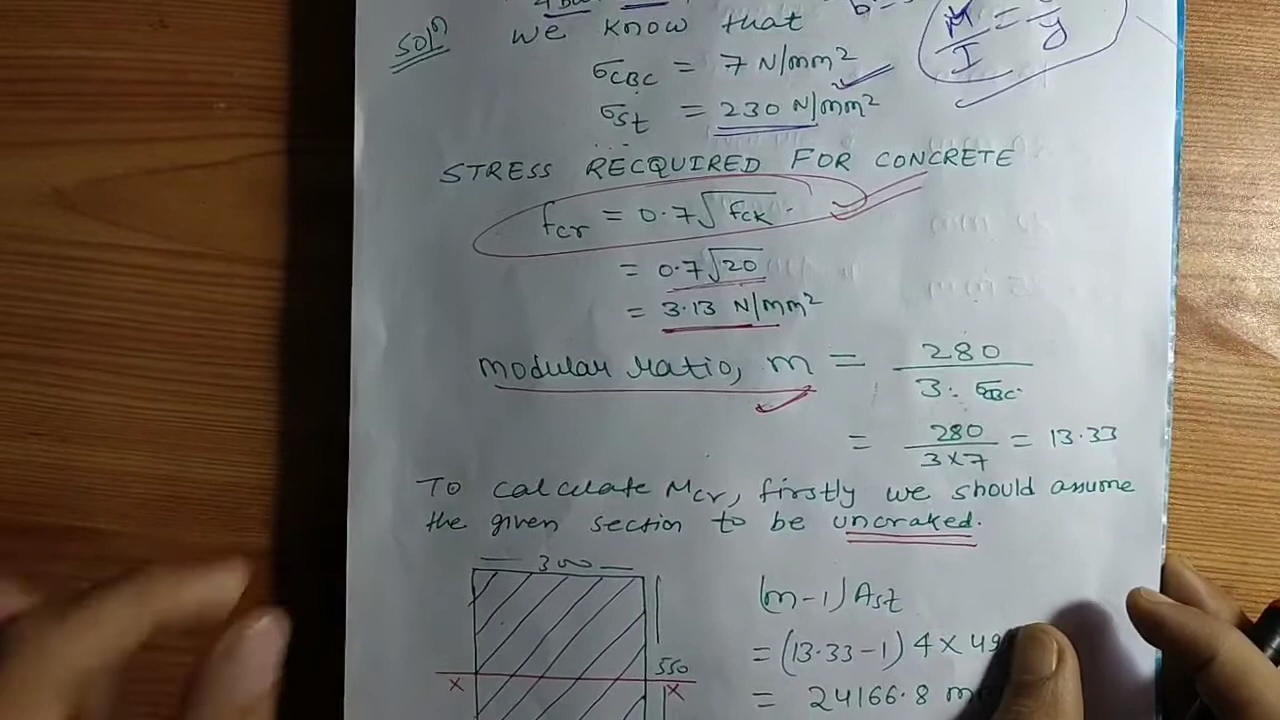 Solⁿ we know that
σCBC = 7 N/mm²
σst = 230 N/mm²
M/I = /y
STRESS RECQUIRED FOR CONCRETE
fcr = 0.7√fck
= 0.7√20
= 3.13 N/mm²
modular ratio, m = 280 / 3. σCBC.
= 280 / 3x7 = 13.33
To calculate Mcr, firstly we should assume
the given section to be uncraked.
300
(m-1) Ast
= (13.33-1) 4 x 49
550
x x
= 24166.8 m